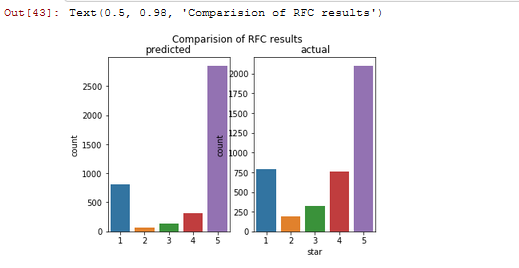 Out[43]: Text(0.5, 0.98, 'Comparision of RFC results')
Comparision of RFC results
predicted actual
2500
2000
1500
1000
500
0
count
1 2 3 4 5
2000
1750
1500
1250
1000
750
500
250
0
count
1 2 3 4 5
star